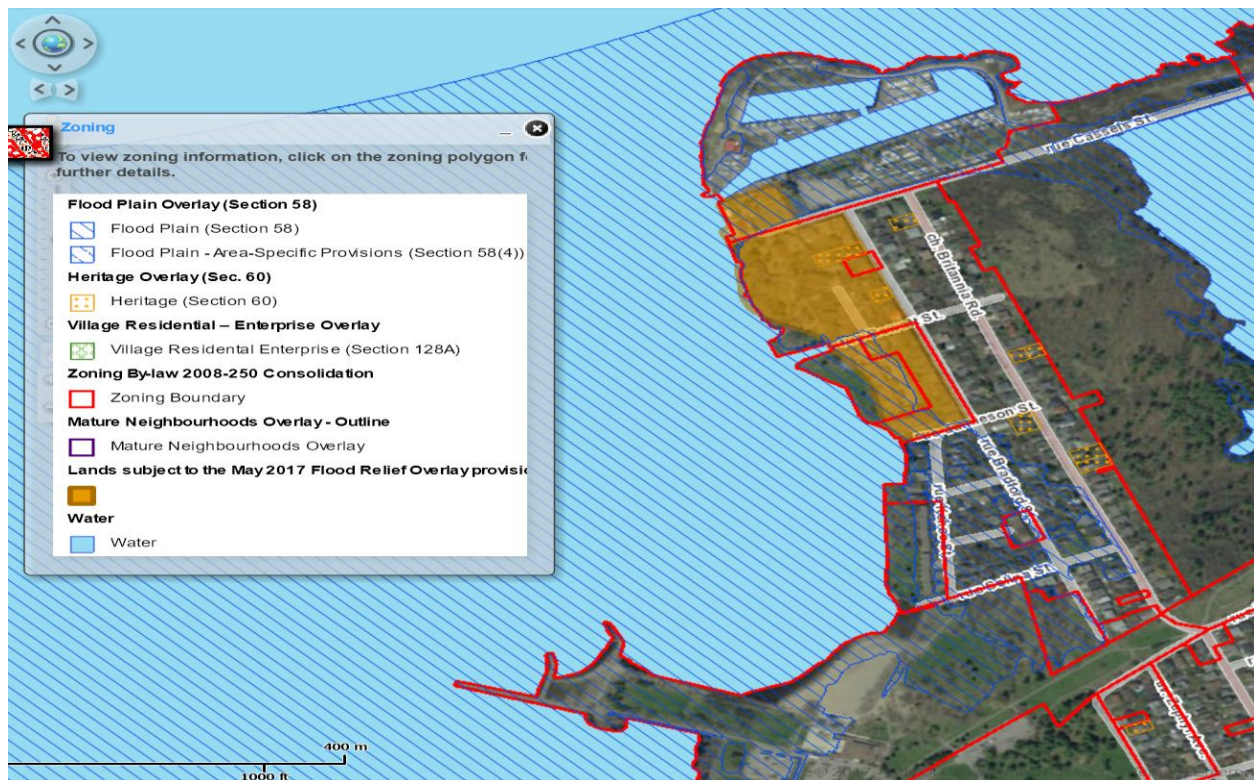 Zoning
To view zoning information, click on the zoning polygon f
further details.
Flood Plain Overlay (Section 58)
Flood Plain (Section 58)
Flood Plain - Area-Specific Provisions (Section 58(4))
Heritage Overlay (Sec. 60)
Heritage (Section 60)
Village Residential – Enterprise Overlay
Village Residental Enterprise (Section 128A)
Zoning By-law 2008-250 Consolidation
Zoning Boundary
Mature Neighbourhoods Overlay - Outline
Mature Neighbourhoods Overlay
Lands subject to the May 2017 Flood Relief Overlay provisi
Water
Water
rue Cassels St.
ch. Britannia Rd.
St.
son St.
rue Bradford
rue
St.
400 m
1000 ft